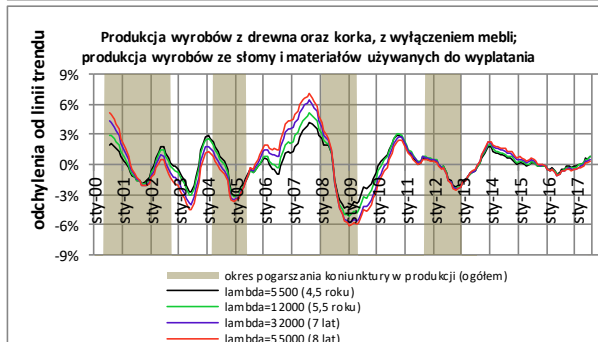 Produkcja wyrobów z drewna oraz korka, z wyłączeniem mebli;
produkcja wyrobów ze słomy i materiałów używanych do wyplatania
odchylenia od linii trendu
9%
6%
3%
0%
-3%
-6%
-9%
sty-00
sty-01
sty-02
sty-03
sty-04
sty-05
sty-06
sty-07
sty-08
sty-09
sty-10
sty-11
sty-12
sty-13
sty-14
sty-15
sty-16
sty-17
okres pogarszania koniunktury w produkcji (ogółem)
lambda=5500 (4,5 roku)
lambda=12000 (5,5 roku)
lambda=32000 (7 lat)
lambda=55000 (8 lat)